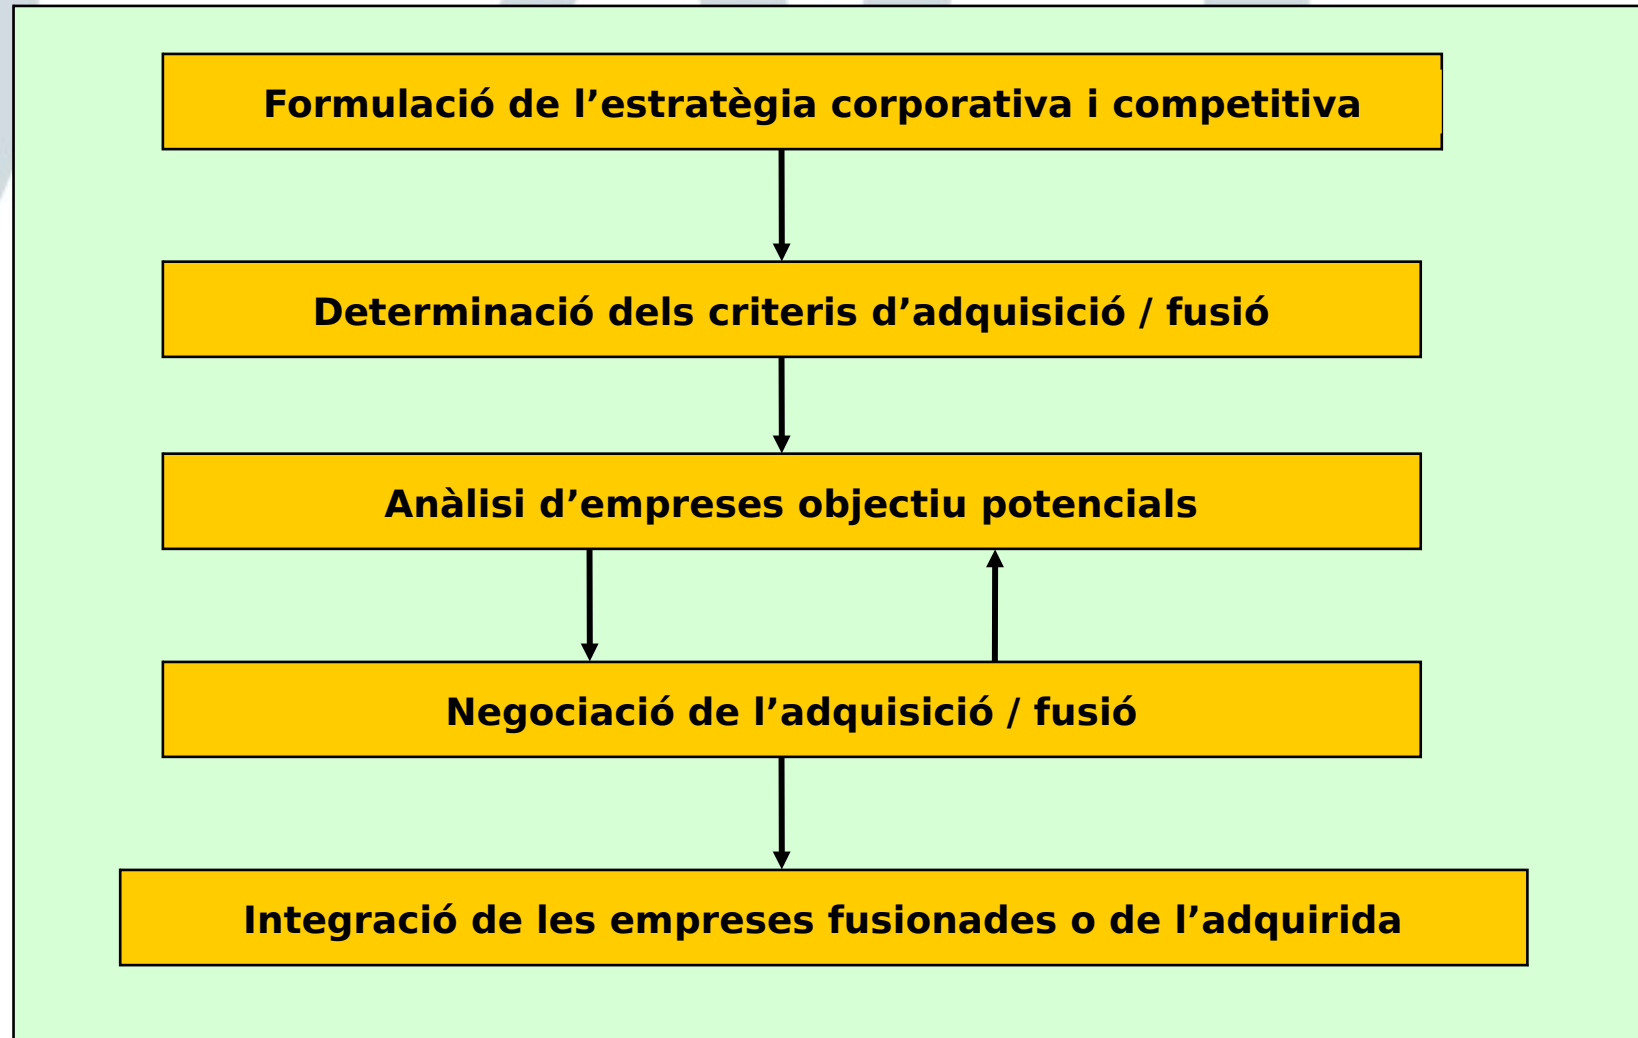 Formulació de l’estratègia corporativa i competitiva
Determinació dels criteris d’adquisició / fusió
Anàlisi d’empreses objectiu potencials
Negociació de l’adquisició / fusió
Integració de les empreses fusionades o de l’adquirida